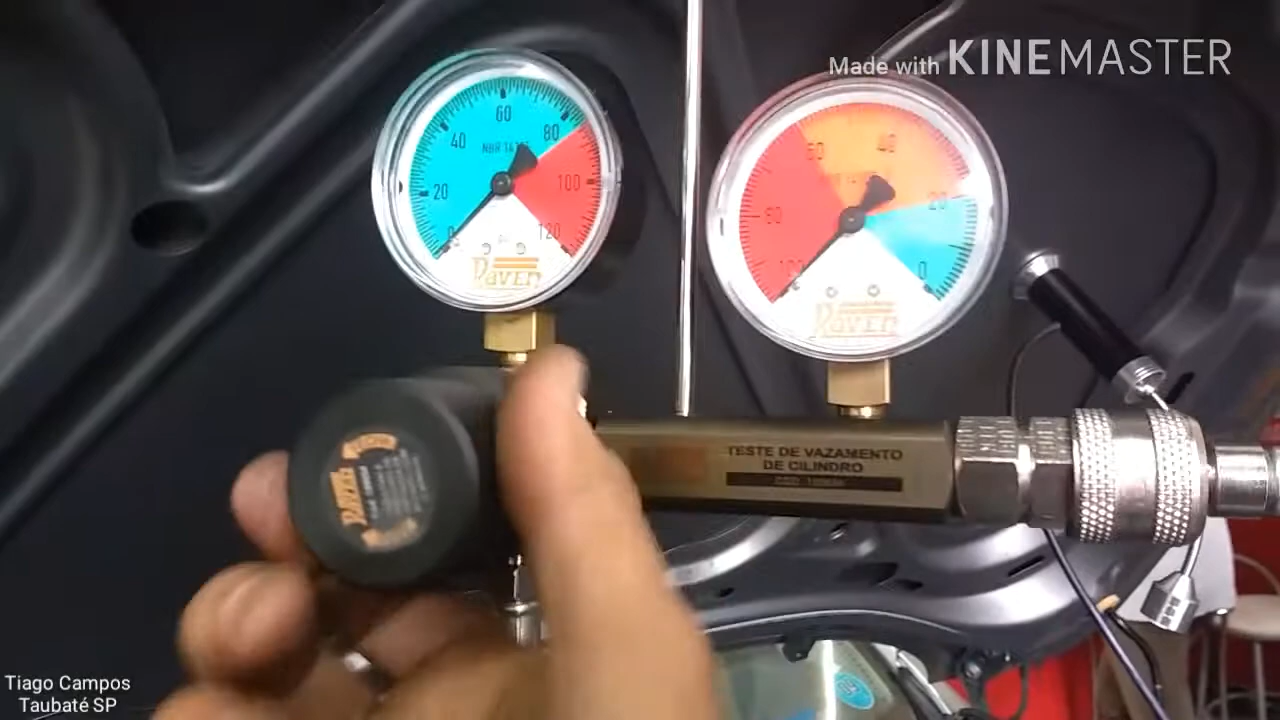 Made with KINEMASTER
60
40
80
NBR
20
100
0
120
Raven
40
60
20
80
0
Raven
TESTE DE VAZAMENTO
DE CILINDRO
RAVEN
Tiago Campos
Taubaté SP